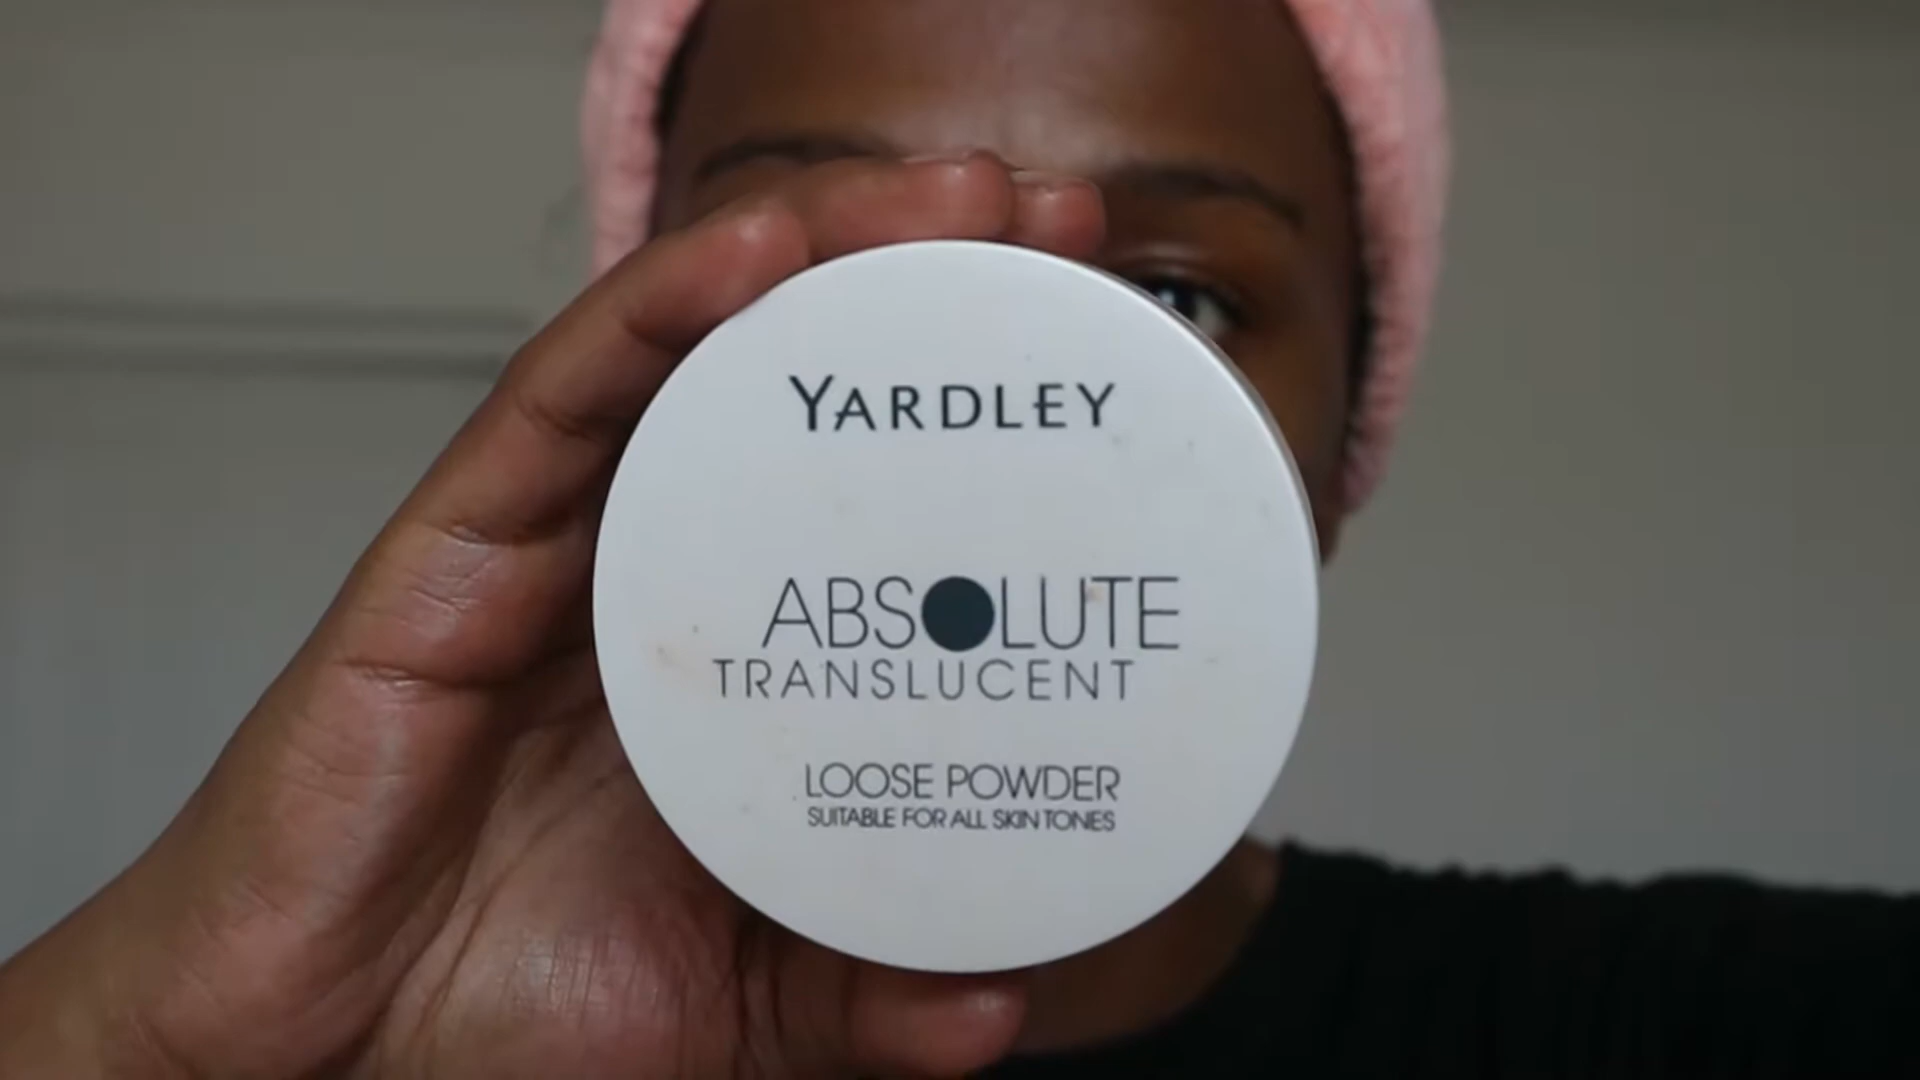 YARDLEY
ABSOLUTE
TRANSLUCENT
LOOSE POWDER
SUITABLE FOR ALL SKIN TONES